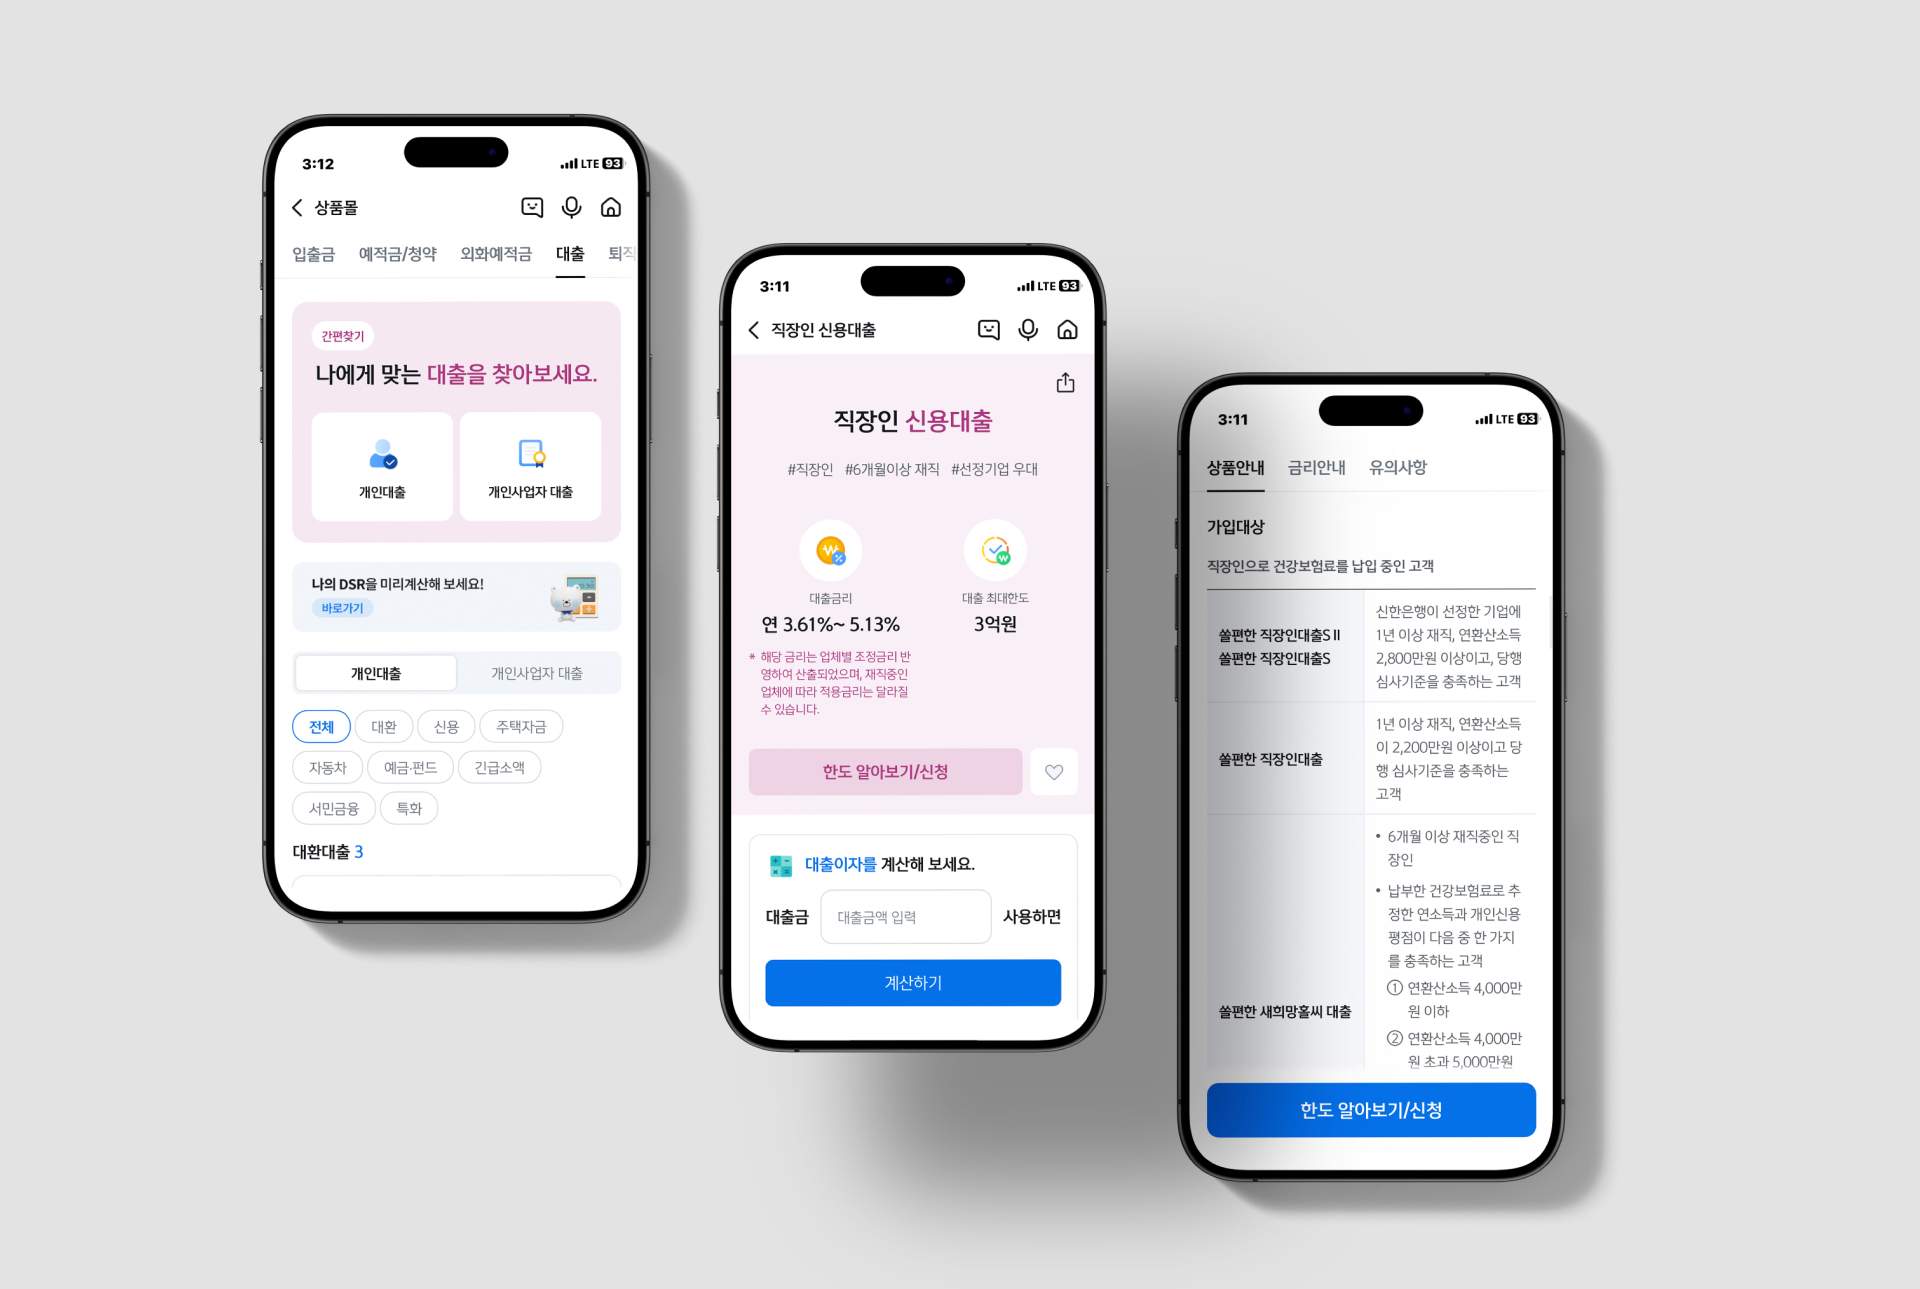 3:12
LTE 93
상품몰
입출금 예적금/청약 외화예적금 대출 퇴직
간편찾기
나에게 맞는 대출을 찾아보세요.
개인대출 개인사업자 대출
나의 DSR을 미리계산해 보세요!
바로가기
개인대출 개인사업자 대출
전체 대환 신용 주택자금
자동차 예금·펀드 긴급소액
서민금융 특화
대환대출 3
3:11
LTE 93
직장인 신용대출
직장인 신용대출
#직장인 #6개월이상 재직 #선정기업 우대
대출금리 대출 최대한도
연 3.61%~ 5.13% 3억원
* 해당 금리는 업체별 조정금리 반
영하여 산출되었으며, 재직중인
업체에 따라 적용금리는 달라질
수 있습니다.
한도 알아보기/신청
대출이자를 계산해 보세요.
대출금 대출금액 입력 사용하면
계산하기
3:11
LTE 93
상품안내 금리안내 유의사항
가입대상
직장인으로 건강보험료를 납입 중인 고객
쏠편한 직장인대출S II
쏠편한 직장인대출S
신한은행이 선정한 기업에
1년 이상 재직, 연환산소득
2,800만원 이상이고, 당행
심사기준을 충족하는 고객
쏠편한 직장인대출
1년 이상 재직, 연환산소득
이 2,200만원 이상이고 당
행 심사기준을 충족하는
고객
쏠편한 새희망홀씨 대출
• 6개월 이상 재직중인 직
장인
• 납부한 건강보험료로 추
정한 연소득과 개인신용
평점이 다음 중 한 가지
를 충족하는 고객
① 연환산소득 4,000만
원 이하
② 연환산소득 4,000만
원 초과 5,000만원
한도 알아보기/신청